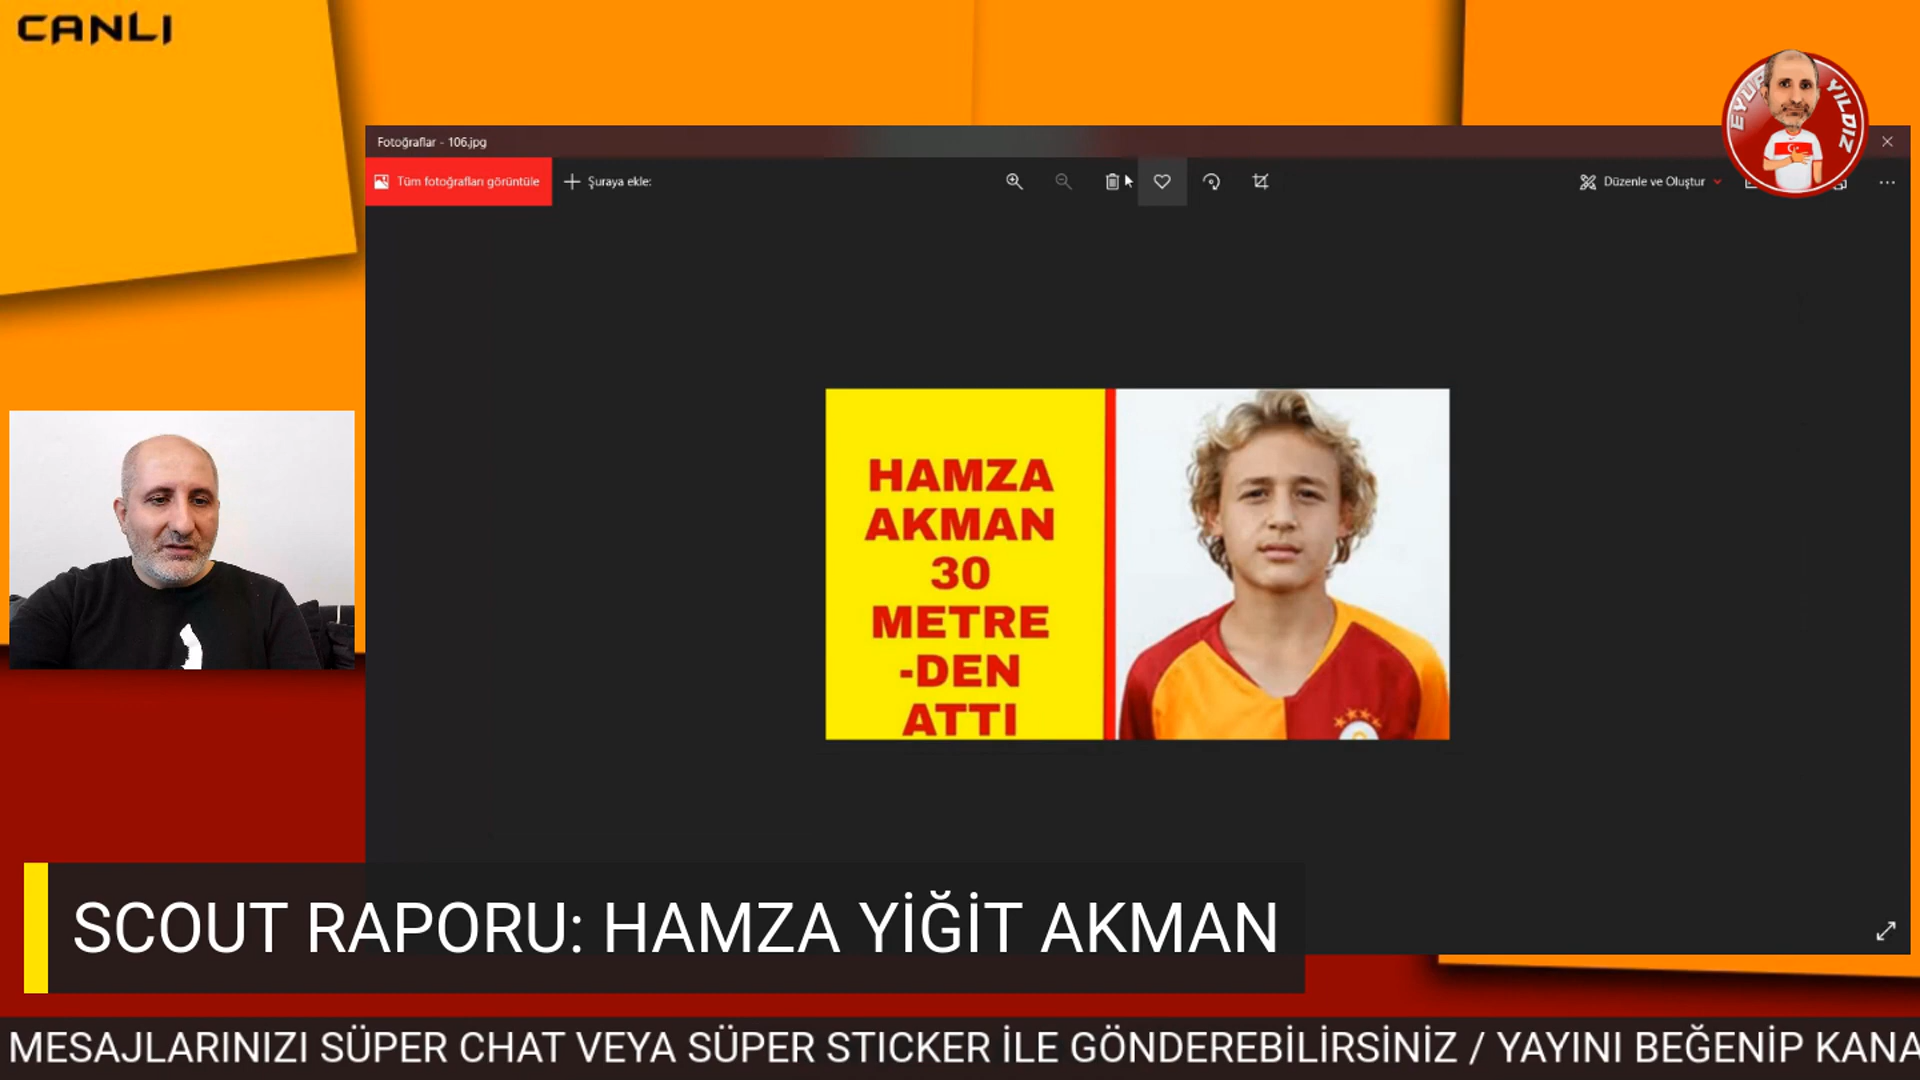 CANLI
EYÜP YILDIZ
Fotoğraflar - 106.jpg
Tüm fotoğrafları görüntüle
Şuraya ekle:
Düzenle ve Oluştur
HAMZA
AKMAN
30
METRE
-DEN
ATTI
SCOUT RAPORU: HAMZA YİĞİT AKMAN
MESAJLARINIZI SÜPER CHAT VEYA SÜPER STICKER İLE GÖNDEREBİLİRSİNİZ / YAYINI BEĞENİP KANA